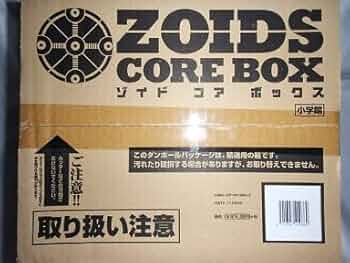 ZOIDS
CORE BOX
ゾイド コア ボックス
小学館
このダンボールパッケージは、輸送用の箱です。
汚れたり破損する場合がありますが、お取り替えできません。
ご注意!!
取り扱い注意